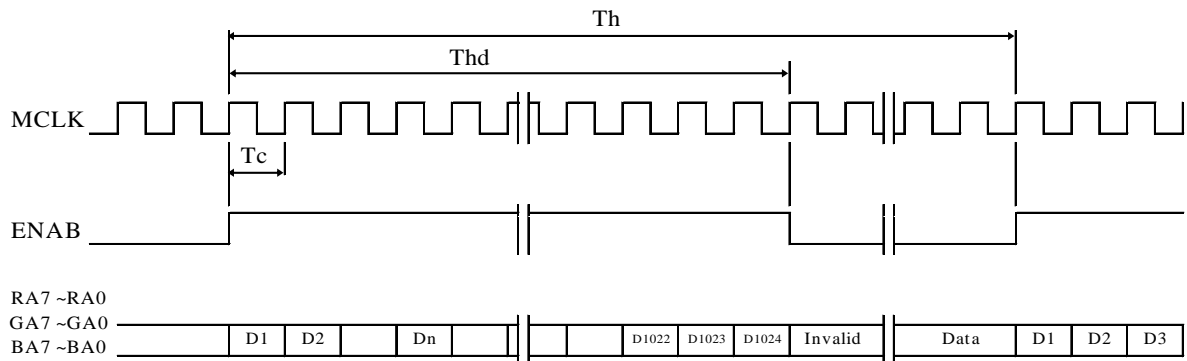 Th
Thd
MCLK
Tc
ENAB
RA7 ~RA0
GA7 ~GA0
BA7 ~BA0
D1 D2 Dn D1022 D1023 D1024 Invalid Data D1 D2 D3